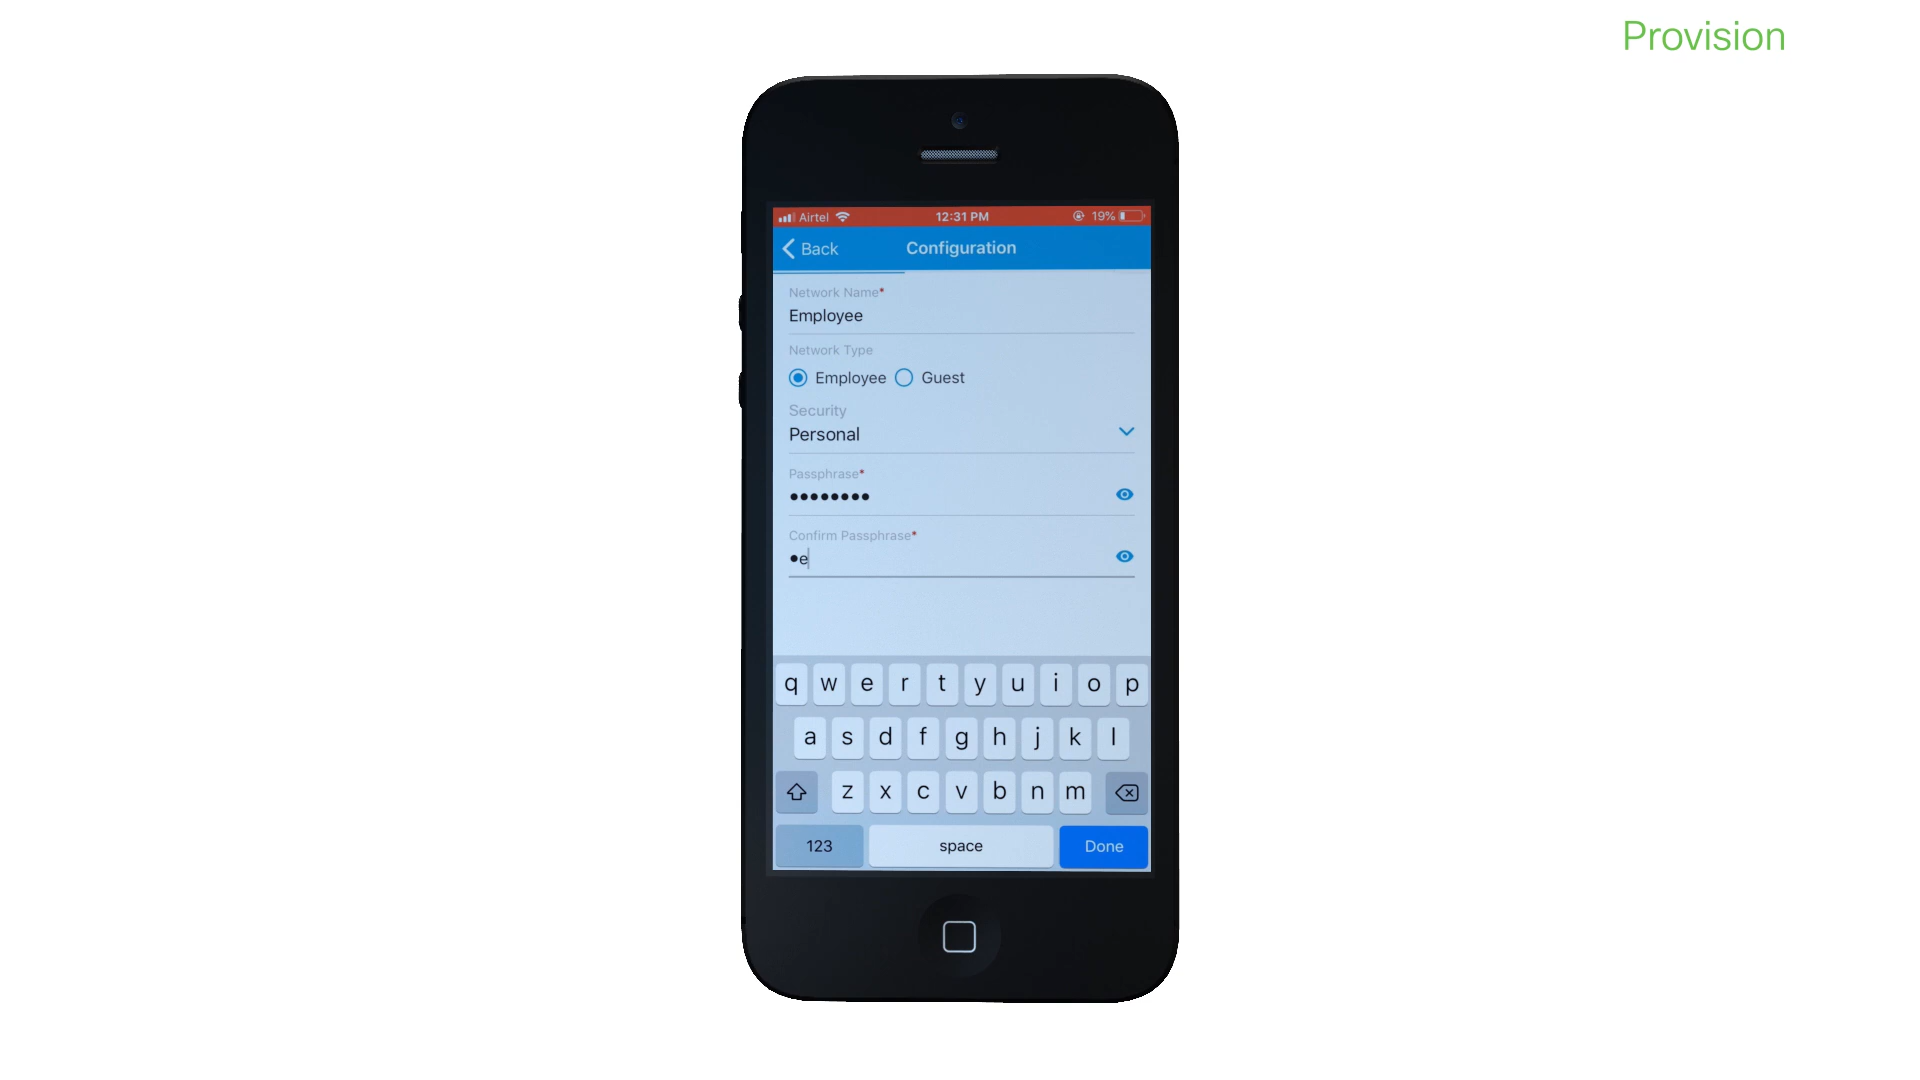 Provision
Airtel 12:31 PM 19%
Back Configuration
Network Name*
Employee
Network Type
Employee Guest
Security
Personal
Passphrase*
••••••••
Confirm Passphrase*
•e
q w e r t y u i o p
a s d f g h j k l
z x c v b n m
123 space Done